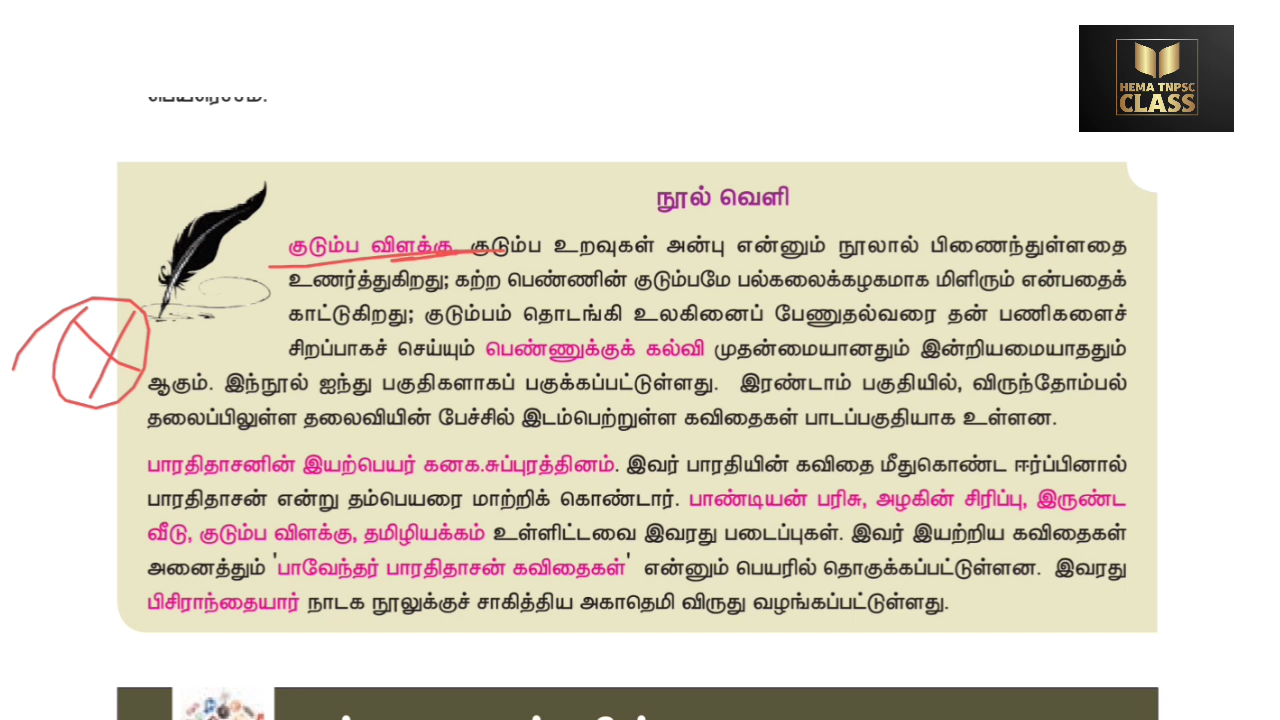 HEMA TNPSC
CLASS
நூல் வெளி
குடும்ப விளக்கு குடும்ப உறவுகள் அன்பு என்னும் நூலால் பிணைந்துள்ளதை
உணர்த்துகிறது; கற்ற பெண்ணின் குடும்பமே பல்கலைக்கழகமாக மிளிரும் என்பதைக்
காட்டுகிறது; குடும்பம் தொடங்கி உலகினைப் பேணுதல்வரை தன் பணிகளைச்
சிறப்பாகச் செய்யும் பெண்ணுக்குக் கல்வி முதன்மையானதும் இன்றியமையாததும்
ஆகும். இந்நூல் ஐந்து பகுதிகளாகப் பகுக்கப்பட்டுள்ளது. இரண்டாம் பகுதியில், விருந்தோம்பல்
தலைப்பிலுள்ள தலைவியின் பேச்சில் இடம்பெற்றுள்ள கவிதைகள் பாடப்பகுதியாக உள்ளன.
பாரதிதாசனின் இயற்பெயர் கனக.சுப்புரத்தினம். இவர் பாரதியின் கவிதை மீதுகொண்ட ஈர்ப்பினால்
பாரதிதாசன் என்று தம்பெயரை மாற்றிக் கொண்டார். பாண்டியன் பரிசு, அழகின் சிரிப்பு, இருண்ட
வீடு, குடும்ப விளக்கு, தமிழியக்கம் உள்ளிட்டவை இவரது படைப்புகள். இவர் இயற்றிய கவிதைகள்
அனைத்தும் 'பாவேந்தர் பாரதிதாசன் கவிதைகள்' என்னும் பெயரில் தொகுக்கப்பட்டுள்ளன. இவரது
பிசிராந்தையார் நாடக நூலுக்குச் சாகித்திய அகாதெமி விருது வழங்கப்பட்டுள்ளது.